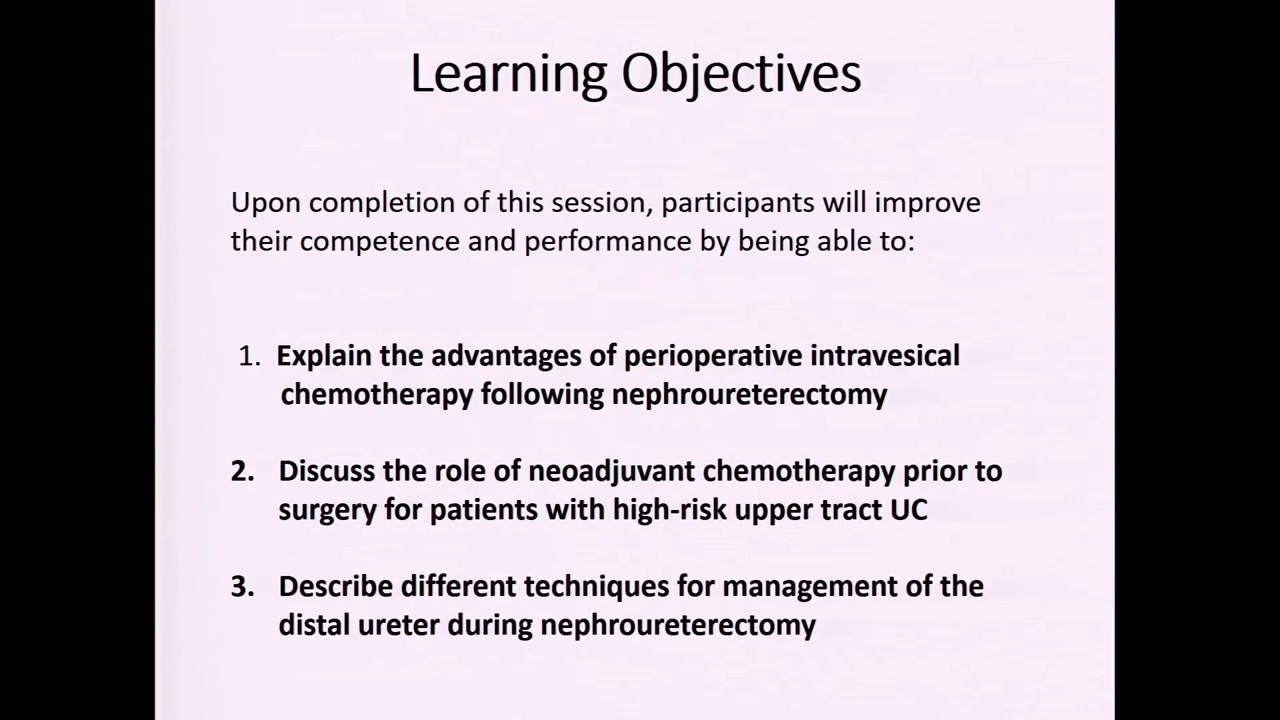 Learning Objectives
Upon completion of this session, participants will improve
their competence and performance by being able to:
1. Explain the advantages of perioperative intravesical
chemotherapy following nephroureterectomy
2. Discuss the role of neoadjuvant chemotherapy prior to
surgery for patients with high-risk upper tract UC
3. Describe different techniques for management of the
distal ureter during nephroureterectomy